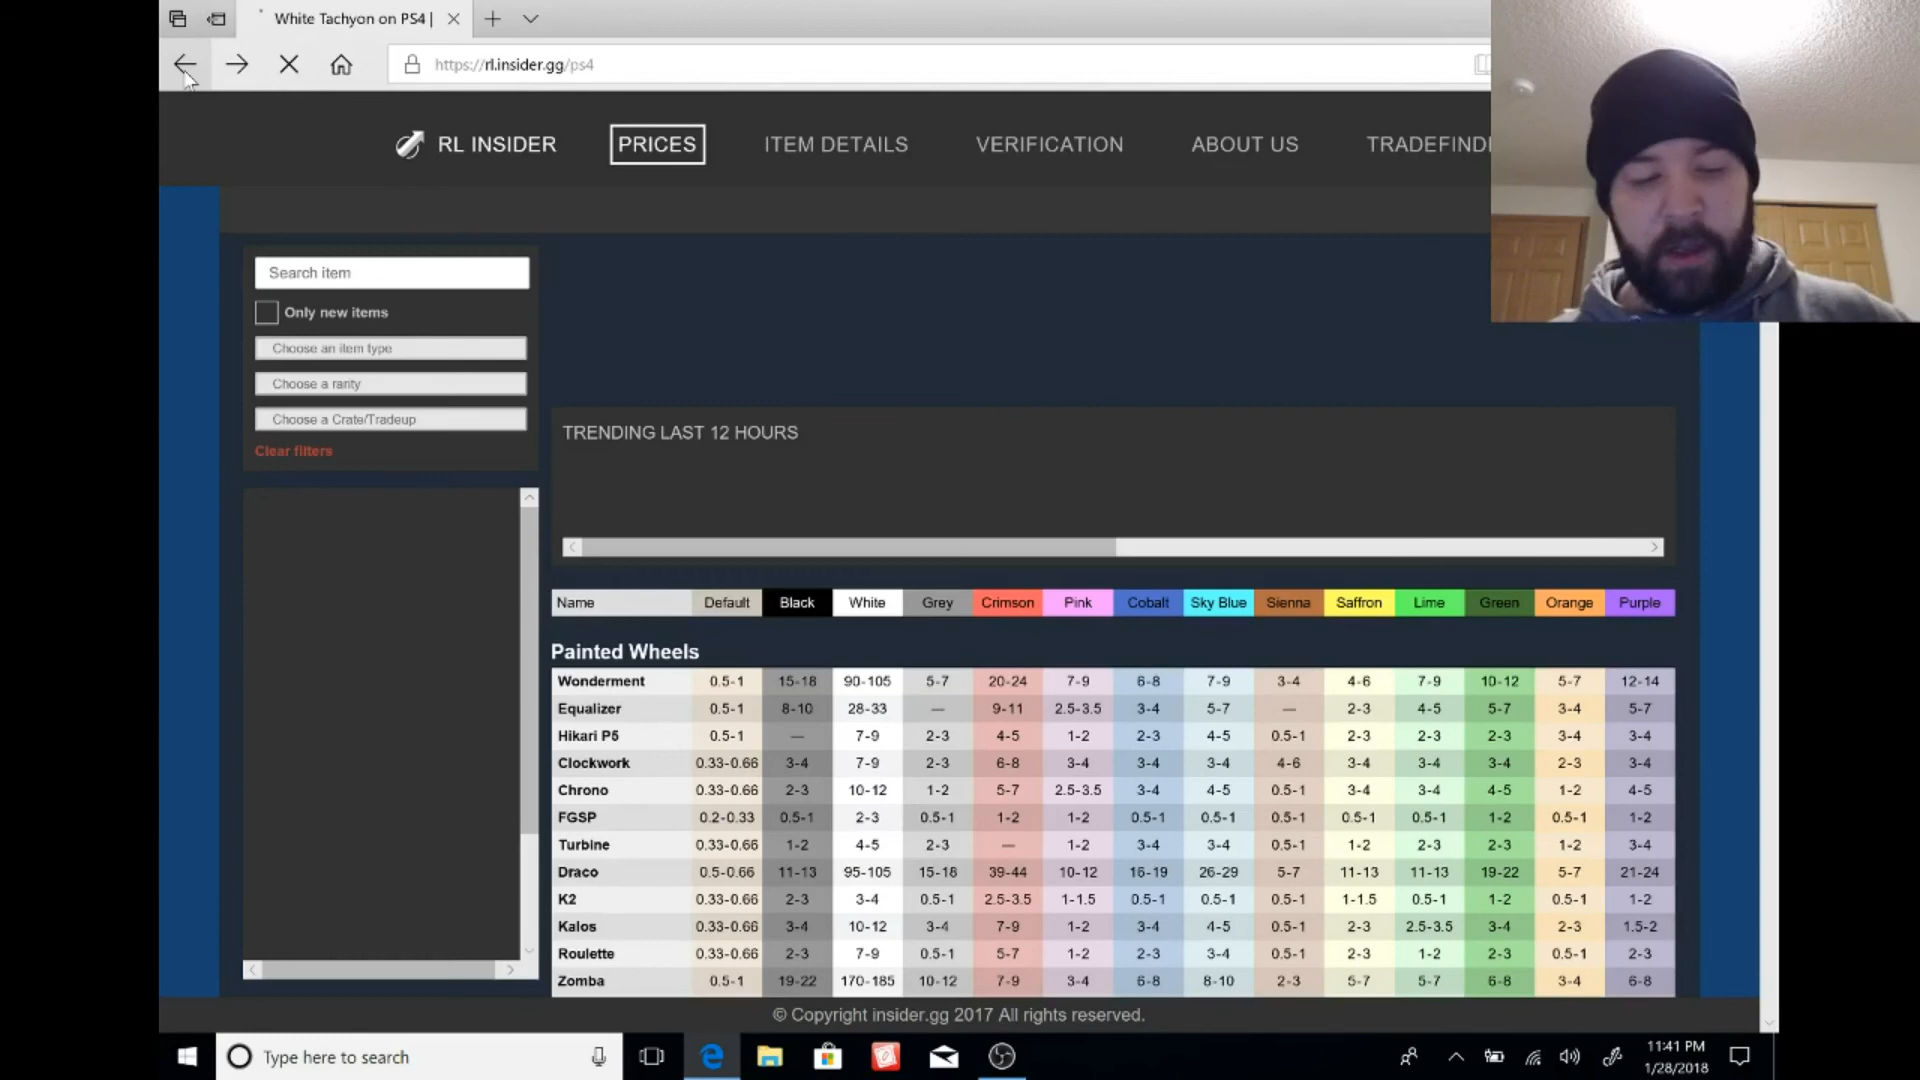 White Tachyon on PS4 |
https://rl.insider.gg/ps4
RL INSIDER PRICES ITEM DETAILS VERIFICATION ABOUT US TRADEFIND
Search item
Only new items
Choose an item type
Choose a rarity
Choose a Crate/Tradeup
Clear filters
TRENDING LAST 12 HOURS
Name Default Black White Grey Crimson Pink Cobalt Sky Blue Sienna Saffron Lime Green Orange Purple
Painted Wheels
Wonderment 0.5-1 15-18 90-105 5-7 20-24 7-9 6-8 7-9 3-4 4-6 7-9 10-12 5-7 12-14
Equalizer 0.5-1 8-10 28-33 — 9-11 2.5-3.5 3-4 5-7 — 2-3 4-5 5-7 3-4 5-7
Hikari P5 0.5-1 — 7-9 2-3 4-5 1-2 2-3 4-5 0.5-1 2-3 2-3 2-3 3-4 3-4
Clockwork 0.33-0.66 3-4 7-9 2-3 6-8 3-4 3-4 3-4 4-6 3-4 3-4 3-4 2-3 3-4
Chrono 0.33-0.66 2-3 10-12 1-2 5-7 2.5-3.5 3-4 4-5 0.5-1 3-4 3-4 4-5 1-2 4-5
FGSP 0.2-0.33 0.5-1 2-3 0.5-1 1-2 1-2 0.5-1 0.5-1 0.5-1 0.5-1 0.5-1 1-2 0.5-1 1-2
Turbine 0.33-0.66 1-2 4-5 2-3 — 1-2 3-4 3-4 0.5-1 1-2 2-3 2-3 1-2 3-4
Draco 0.5-0.66 11-13 95-105 15-18 39-44 10-12 16-19 26-29 5-7 11-13 11-13 19-22 5-7 21-24
K2 0.33-0.66 2-3 3-4 0.5-1 2.5-3.5 1-1.5 0.5-1 0.5-1 0.5-1 1-1.5 0.5-1 1-2 0.5-1 1-2
Kalos 0.33-0.66 3-4 10-12 3-4 7-9 1-2 3-4 4-5 0.5-1 2-3 2.5-3.5 3-4 2-3 1.5-2
Roulette 0.33-0.66 2-3 7-9 0.5-1 5-7 1-2 2-3 3-4 0.5-1 2-3 1-2 2-3 0.5-1 2-3
Zomba 0.5-1 19-22 170-185 10-12 7-9 3-4 6-8 8-10 2-3 5-7 5-7 6-8 3-4 6-8
© Copyright insider.gg 2017 All rights reserved.
Type here to search
11:41 PM
1/28/2018